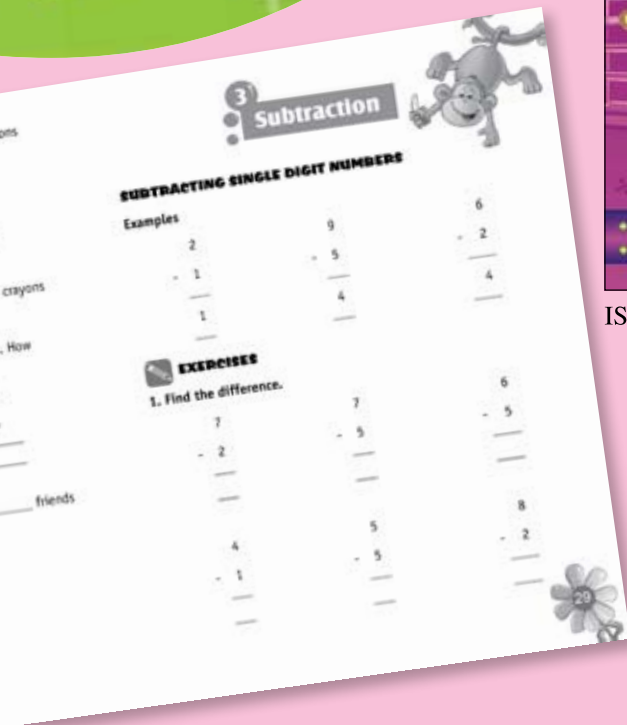 ons
crayons
. How
friends
3
Subtraction
SUBTRACTING SINGLE DIGIT NUMBERS
Examples
2 9 6
- 1 - 5 - 2
1 4 4
EXERCISES
1. Find the difference.
7 7 6
- 2 - 5 - 5
4 5 8
- 1 - 5 - 2
29
IS